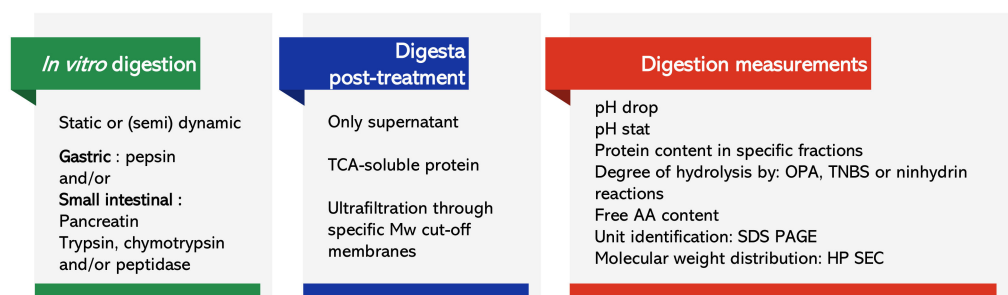 In vitro digestion
Static or (semi) dynamic
Gastric : pepsin
and/or
Small intestinal :
Pancreatin
Trypsin, chymotrypsin
and/or peptidase
Digesta
post-treatment
Only supernatant
TCA-soluble protein
Ultrafiltration through
specific Mw cut-off
membranes
Digestion measurements
pH drop
pH stat
Protein content in specific fractions
Degree of hydrolysis by: OPA, TNBS or ninhydrin
reactions
Free AA content
Unit identification: SDS PAGE
Molecular weight distribution: HP SEC